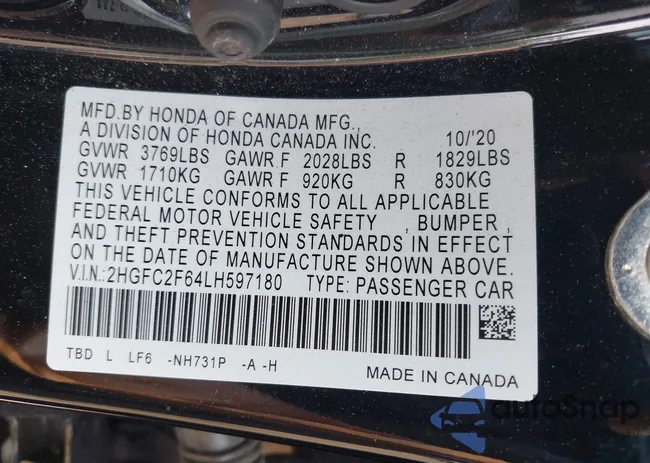 MFD.BY HONDA OF CANADA MFG.,
A DIVISION OF HONDA CANADA INC. 10/'20
GVWR 3769LBS GAWR F 2028LBS R 1829LBS
GVWR 1710KG GAWR F 920KG R 830KG
THIS VEHICLE CONFORMS TO ALL APPLICABLE
FEDERAL MOTOR VEHICLE SAFETY , BUMPER ,
AND THEFT PREVENTION STANDARDS IN EFFECT
ON THE DATE OF MANUFACTURE SHOWN ABOVE.
V.I.N.:2HGFC2F64LH597180 TYPE: PASSENGER CAR
TBD L LF6 -NH731P -A -H
MADE IN CANADA
autoSnap